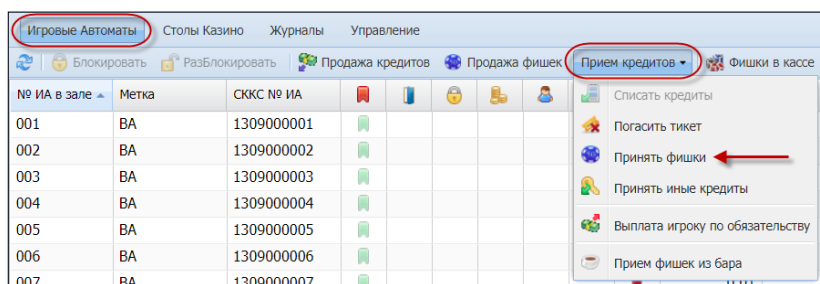 Игровые Автоматы Столы Казино Журналы Управление
Блокировать РазБлокировать Продажа кредитов Продажа фишек Прием кредитов Фишки в кассе
№ ИА в зале Метка СККС № ИА
Списать кредиты
001 ВА 1309000001
Погасить тикет
002 ВА 1309000002
Принять фишки
003 ВА 1309000003
Принять иные кредиты
004 ВА 1309000004
005 ВА 1309000005
Выплата игроку по обязательству
006 ВА 1309000006
Прием фишек из бара
007 ВА 1309000007